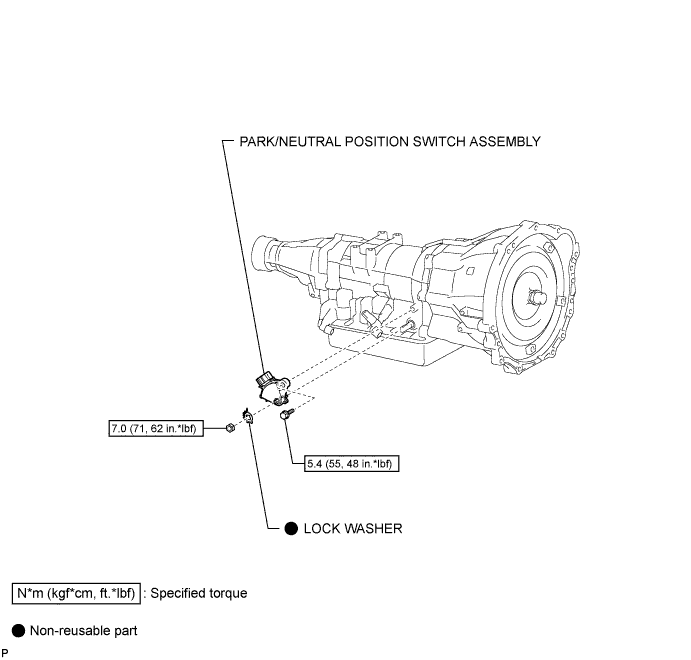 PARK/NEUTRAL POSITION SWITCH ASSEMBLY
7.0 (71, 62 in.*lbf)
5.4 (55, 48 in.*lbf)
● LOCK WASHER
N*m (kgf*cm, ft.*lbf) : Specified torque
● Non-reusable part
P